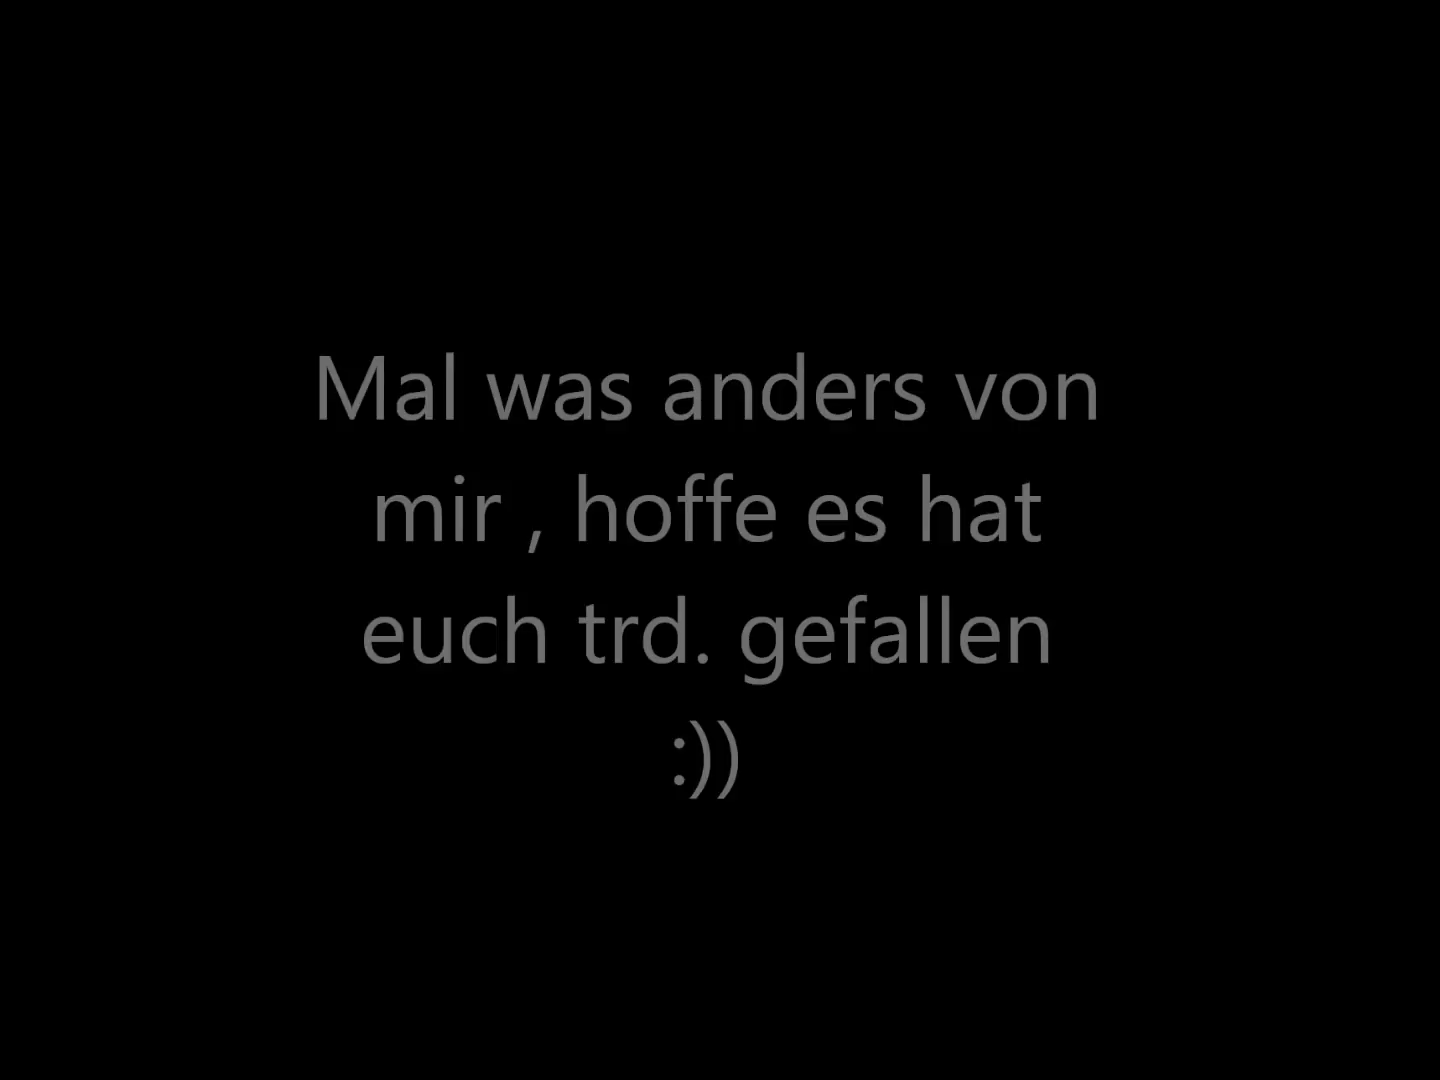 Mal was anders von
mir , hoffe es hat
euch trd. gefallen
:))